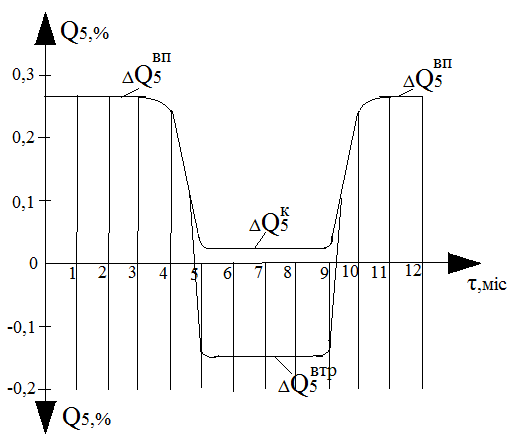 Q5,%
ΔQ5вп
ΔQ5вп
0,3
0,2
0,1
ΔQ5к
0
1 2 3 4 5 6 7 8 9 10 11 12
τ,міс
-0,1
ΔQ5втр
-0,2
Q5,%